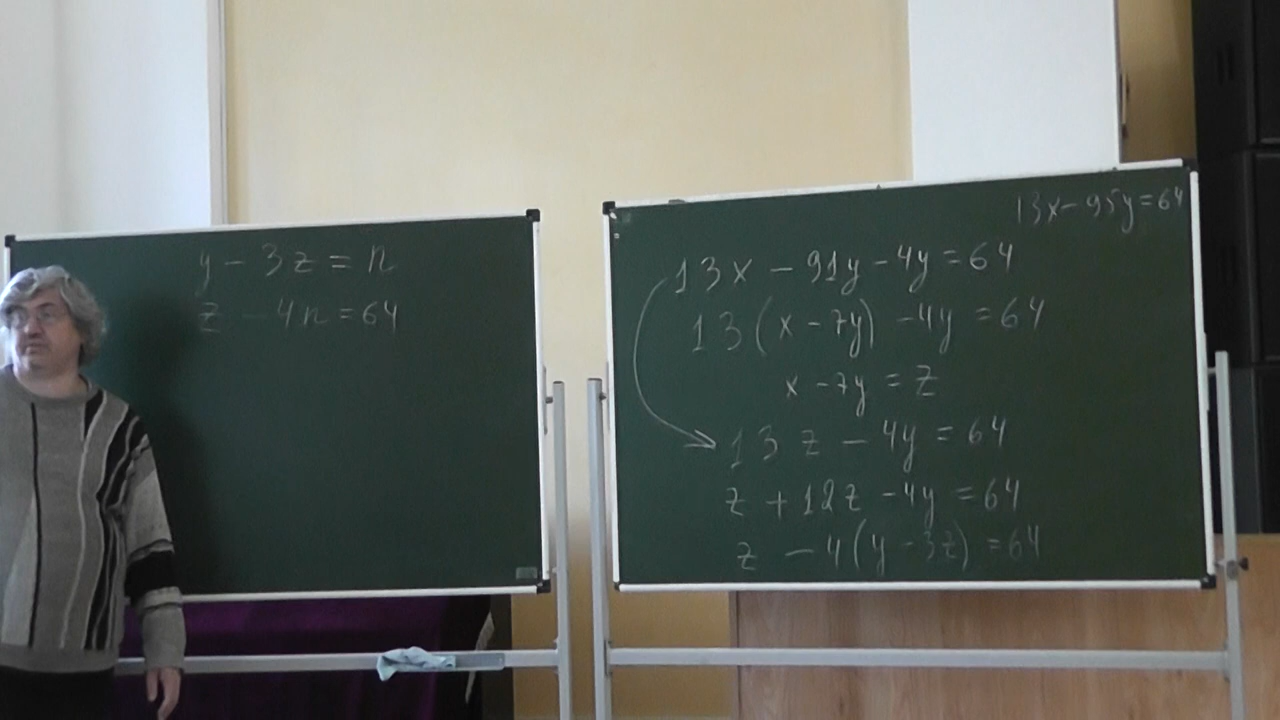 y - 3z = n
z - 4n = 64
13x - 95y = 64
13x - 91y - 4y = 64
13(x - 7y) - 4y = 64
x - 7y = z
13z - 4y = 64
z + 12z - 4y = 64
z - 4(y - 3z) = 64